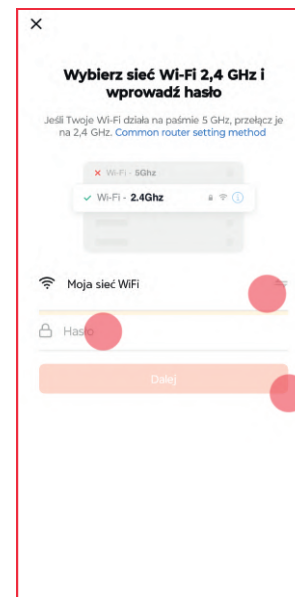 Wybierz sieć Wi-Fi 2,4 GHz i
wprowadź hasło
Jeśli Twoje Wi-Fi działa na paśmie 5 GHz, przełącz je
na 2,4 GHz. Common router setting method
Wi-Fi - 5Ghz
Wi-Fi - 2.4Ghz
Moja sieć WiFi
Hasło
Dalej